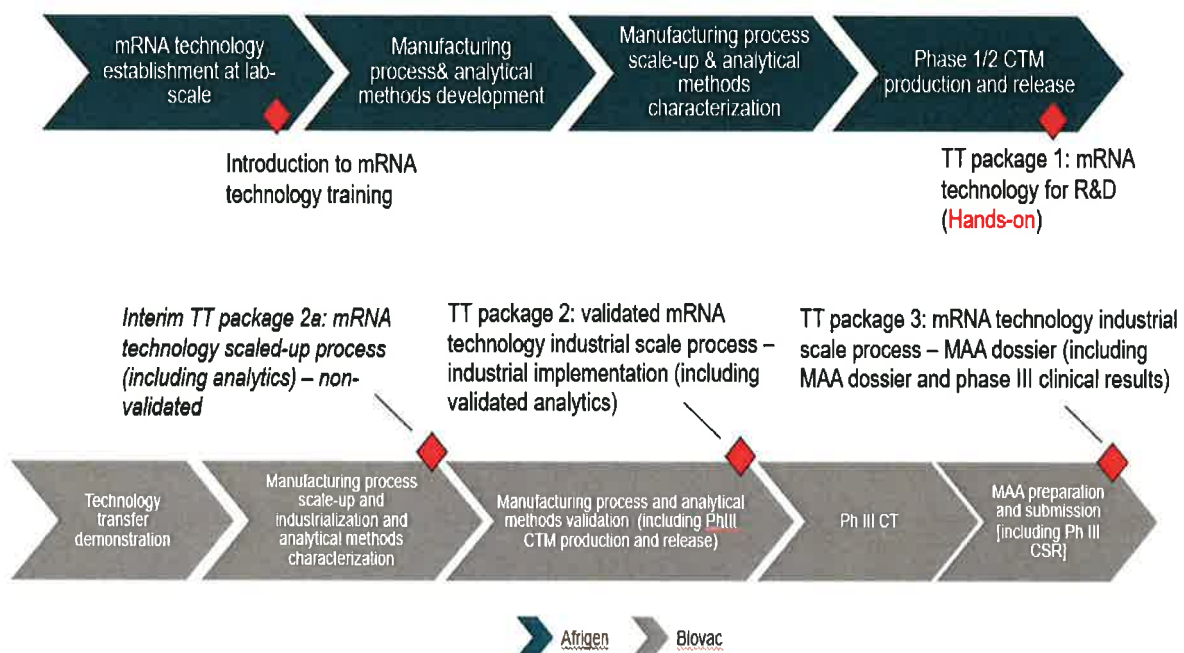 mRNA technology
establishment at lab-
scale
Manufacturing
process& analytical
methods development
Manufacturing process
scale-up & analytical
methods
characterization
Phase 1/2 CTM
production and release
Introduction to mRNA
technology training
TT package 1: mRNA
technology for R&D
(Hands-on)
Interim TT package 2a: mRNA
technology scaled-up process
(including analytics) – non-
validated
TT package 2: validated mRNA
technology industrial scale process –
industrial implementation (including
validated analytics)
TT package 3: mRNA technology industrial
scale process – MAA dossier (including
MAA dossier and phase III clinical results)
Technology
transfer
demonstration
Manufacturing process
scale-up and
industrialization and
analytical methods
characterization
Manufacturing process and analytical
methods validation (including PhIII
CTM production and release)
Ph III CT
MAA preparation
and submission
[including Ph III
CSR]
Afrigen
Biovac